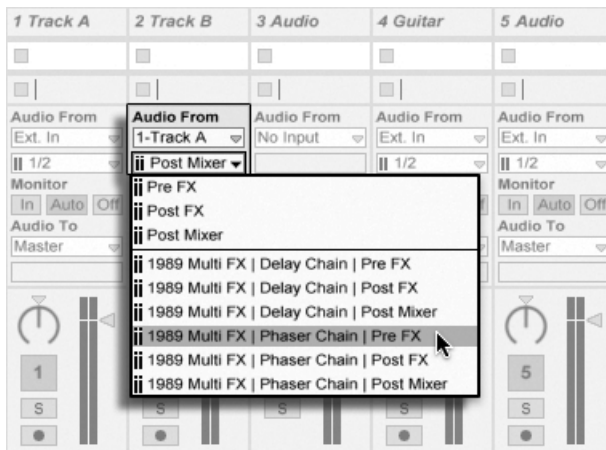 1 Track A 2 Track B 3 Audio 4 Guitar 5 Audio
Audio From Audio From Audio From Audio From Audio From
Ext. In 1-Track A No Input Ext. In Ext. In
1/2 Post Mixer 1/2 1/2
Monitor Pre FX Monitor
In Auto Off Post FX In Auto Off
Audio To Post Mixer Audio To
Master Master
1989 Multi FX | Delay Chain | Pre FX
1989 Multi FX | Delay Chain | Post FX
1989 Multi FX | Delay Chain | Post Mixer
1989 Multi FX | Phaser Chain | Pre FX
1989 Multi FX | Phaser Chain | Post FX
1 5
1989 Multi FX | Phaser Chain | Post Mixer
S S S S S